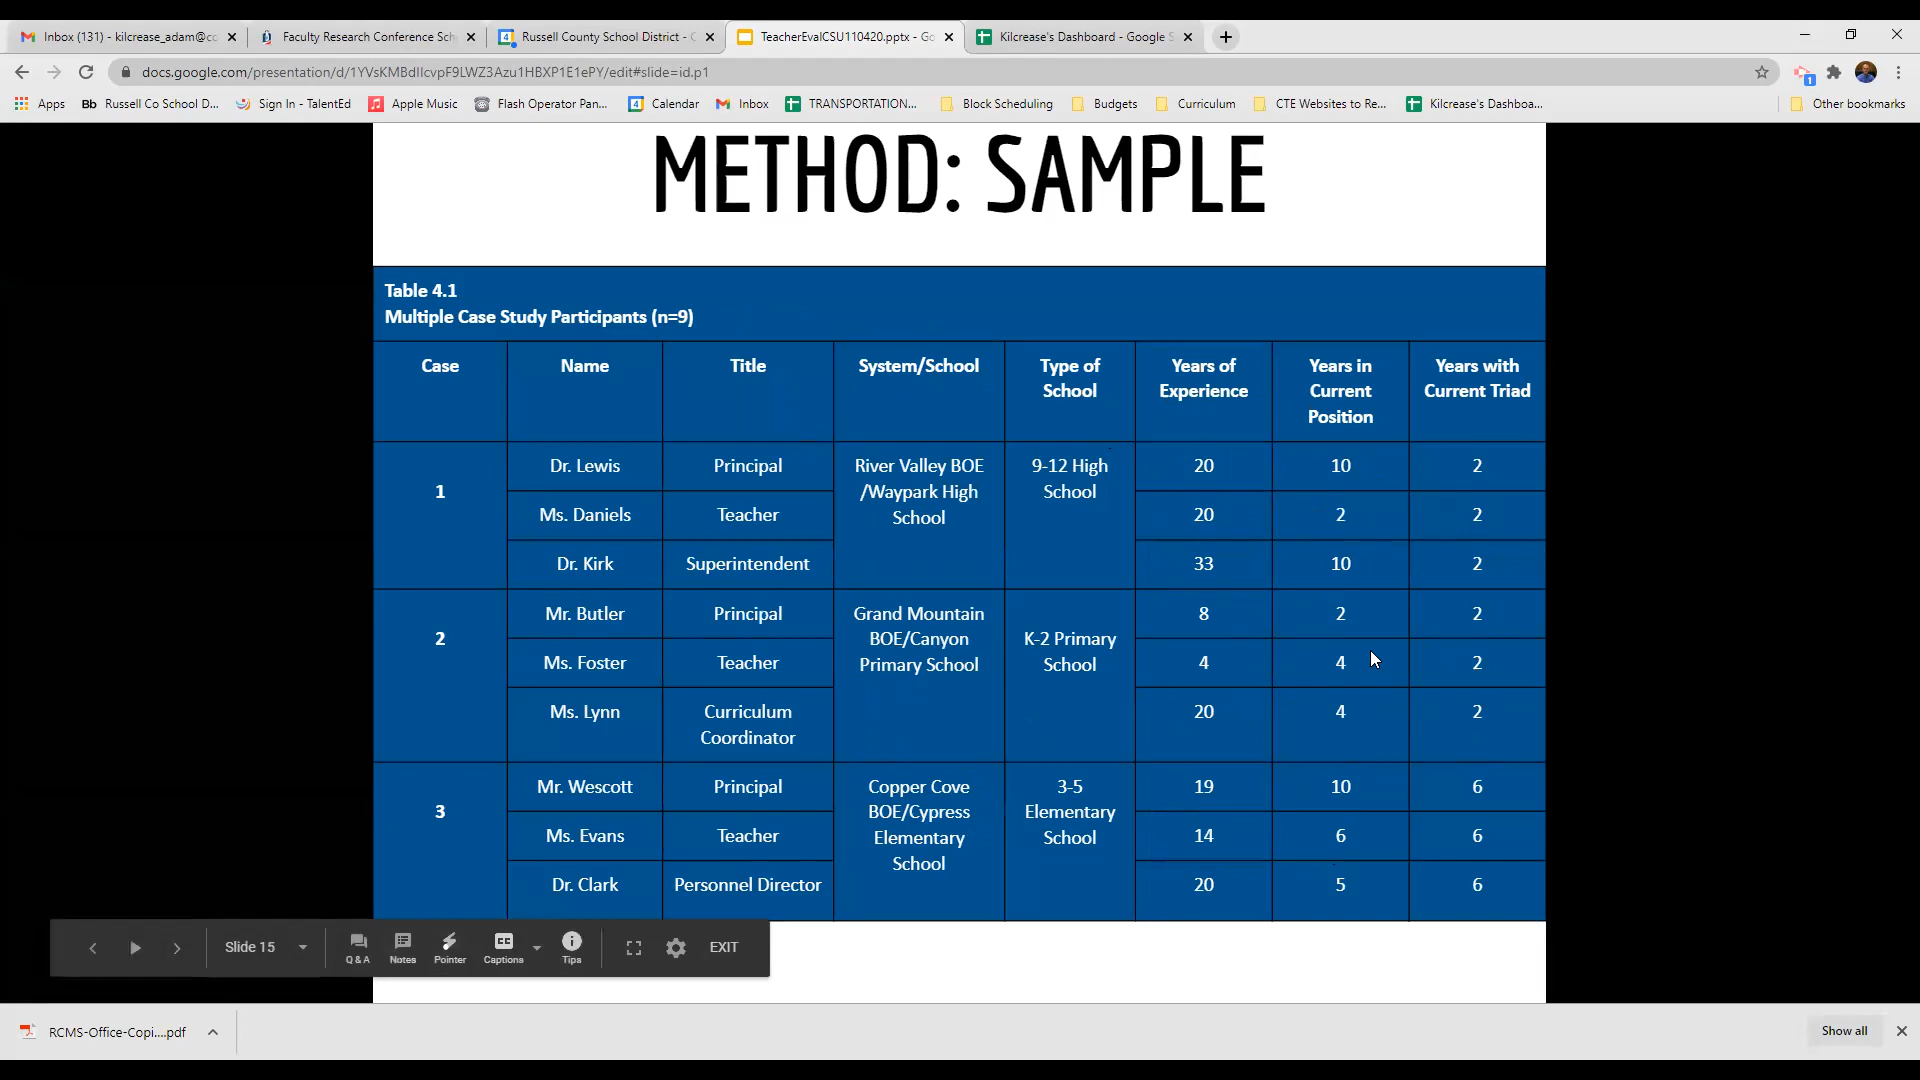 Inbox (131) - kilcrease_adam@co
Faculty Research Conference Sch
Russell County School District - C
TeacherEvalCSU110420.pptx - Go
Kilcrease's Dashboard - Google S
docs.google.com/presentation/d/1YVsKMBdIIcvpF9LWZ3Azu1HBXP1E1ePY/edit#slide=id.p1
1
Apps
Bb Russell Co School D...
Sign In - TalentEd
Apple Music
Flash Operator Pan...
4 Calendar
Inbox
TRANSPORTATION...
Block Scheduling
Budgets
Curriculum
CTE Websites to Re...
Kilcrease's Dashboa...
Other bookmarks
METHOD: SAMPLE
Table 4.1
Multiple Case Study Participants (n=9)
Case Name Title System/School Type of School Years of Experience Years in Current Position Years with Current Triad
1 Dr. Lewis Principal River Valley BOE /Waypark High School 9-12 High School 20 10 2
Ms. Daniels Teacher 20 2 2
Dr. Kirk Superintendent 33 10 2
2 Mr. Butler Principal Grand Mountain BOE/Canyon Primary School K-2 Primary School 8 2 2
Ms. Foster Teacher 4 4 2
Ms. Lynn Curriculum Coordinator 20 4 2
3 Mr. Wescott Principal Copper Cove BOE/Cypress Elementary School 3-5 Elementary School 19 10 6
Ms. Evans Teacher 14 6 6
Dr. Clark Personnel Director 20 5 6
Slide 15
Q & A
Notes
Pointer
CC
Captions
Tips
EXIT
RCMS-Office-Copi....pdf
Show all